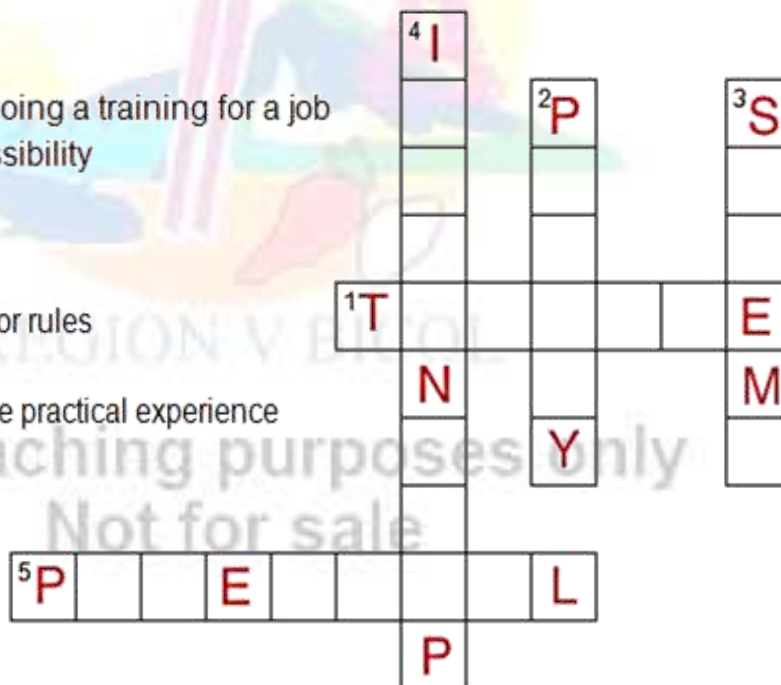 4 I
oing a training for a job
2 P
3 S
ssibility
or rules
1 T
E
REGION V BICOL
N
M
e practical experience
Y
aching purposes only
Not for sale
5 P E L
P